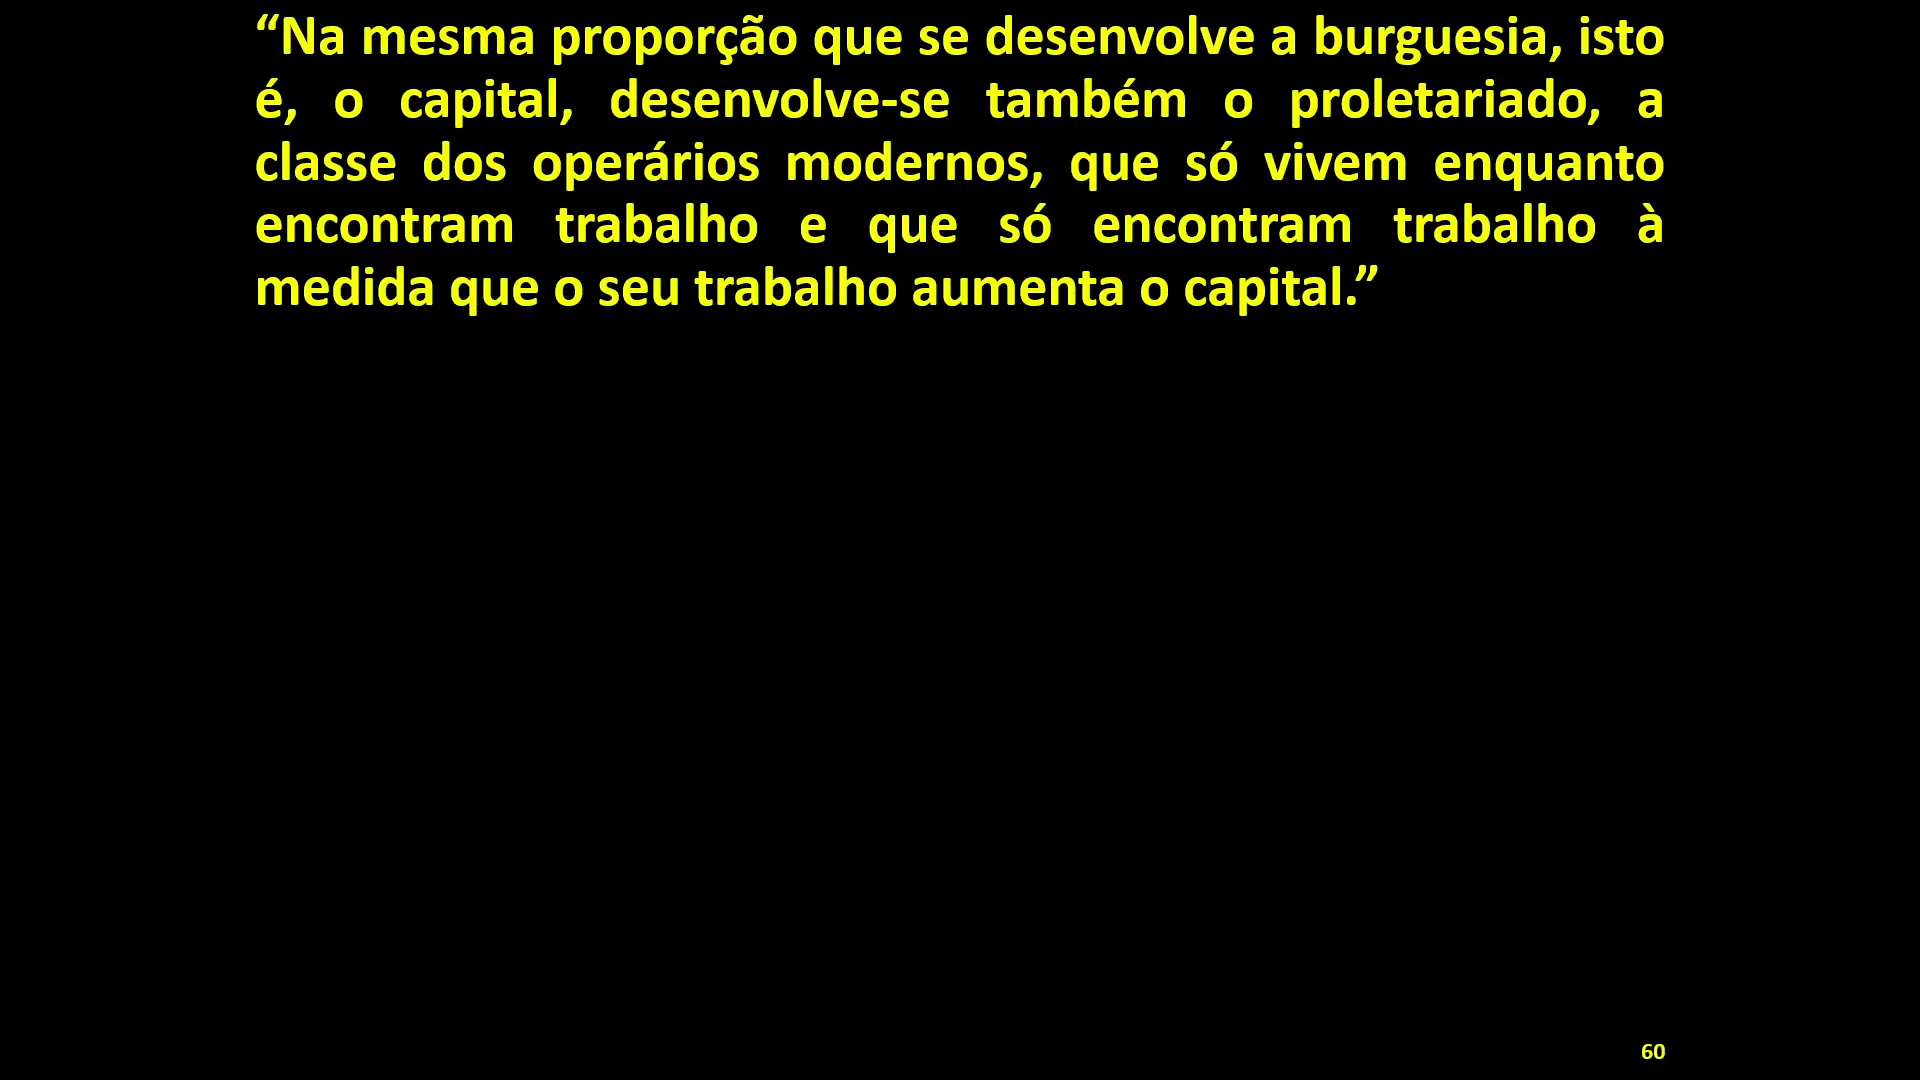 “Na mesma proporção que se desenvolve a burguesia, isto
é, o capital, desenvolve-se também o proletariado, a
classe dos operários modernos, que só vivem enquanto
encontram trabalho e que só encontram trabalho à
medida que o seu trabalho aumenta o capital.”
60